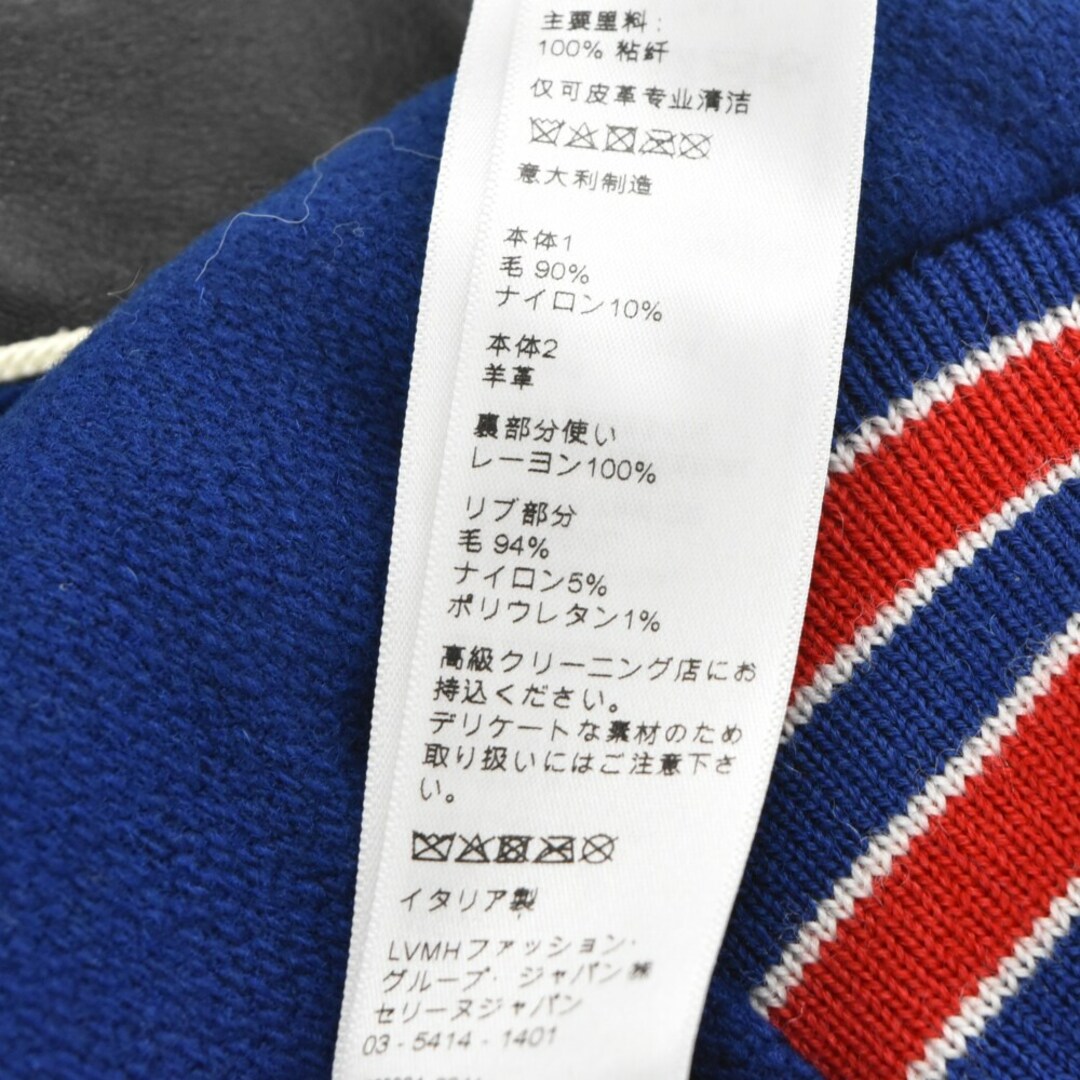 主要里料:
100% 粘纤
仅可皮革专业清洁
意大利制造
本体1
毛 90%
ナイロン10%
本体2
羊革
裏部分使い
レーヨン100%
リブ部分
毛 94%
ナイロン5%
ポリウレタン1%
高級クリーニング店にお
持込ください。
デリケートな素材のため
取り扱いにはご注意下さ
い。
イタリア製
LVMHファッション・
グループ・ジャパン㈱
セリーヌジャパン
03 - 5414 - 1401